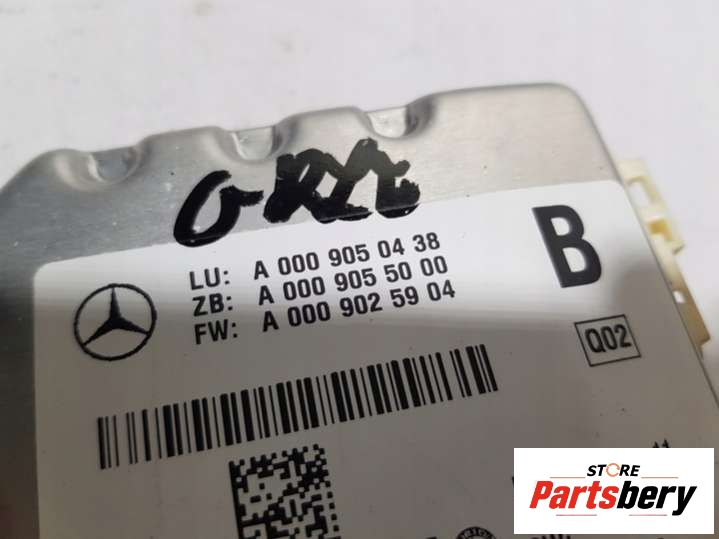 LU: A 000 905 04 38
ZB: A 000 905 50 00
FW: A 000 902 59 04
B
Q02
STORE
Partsbery